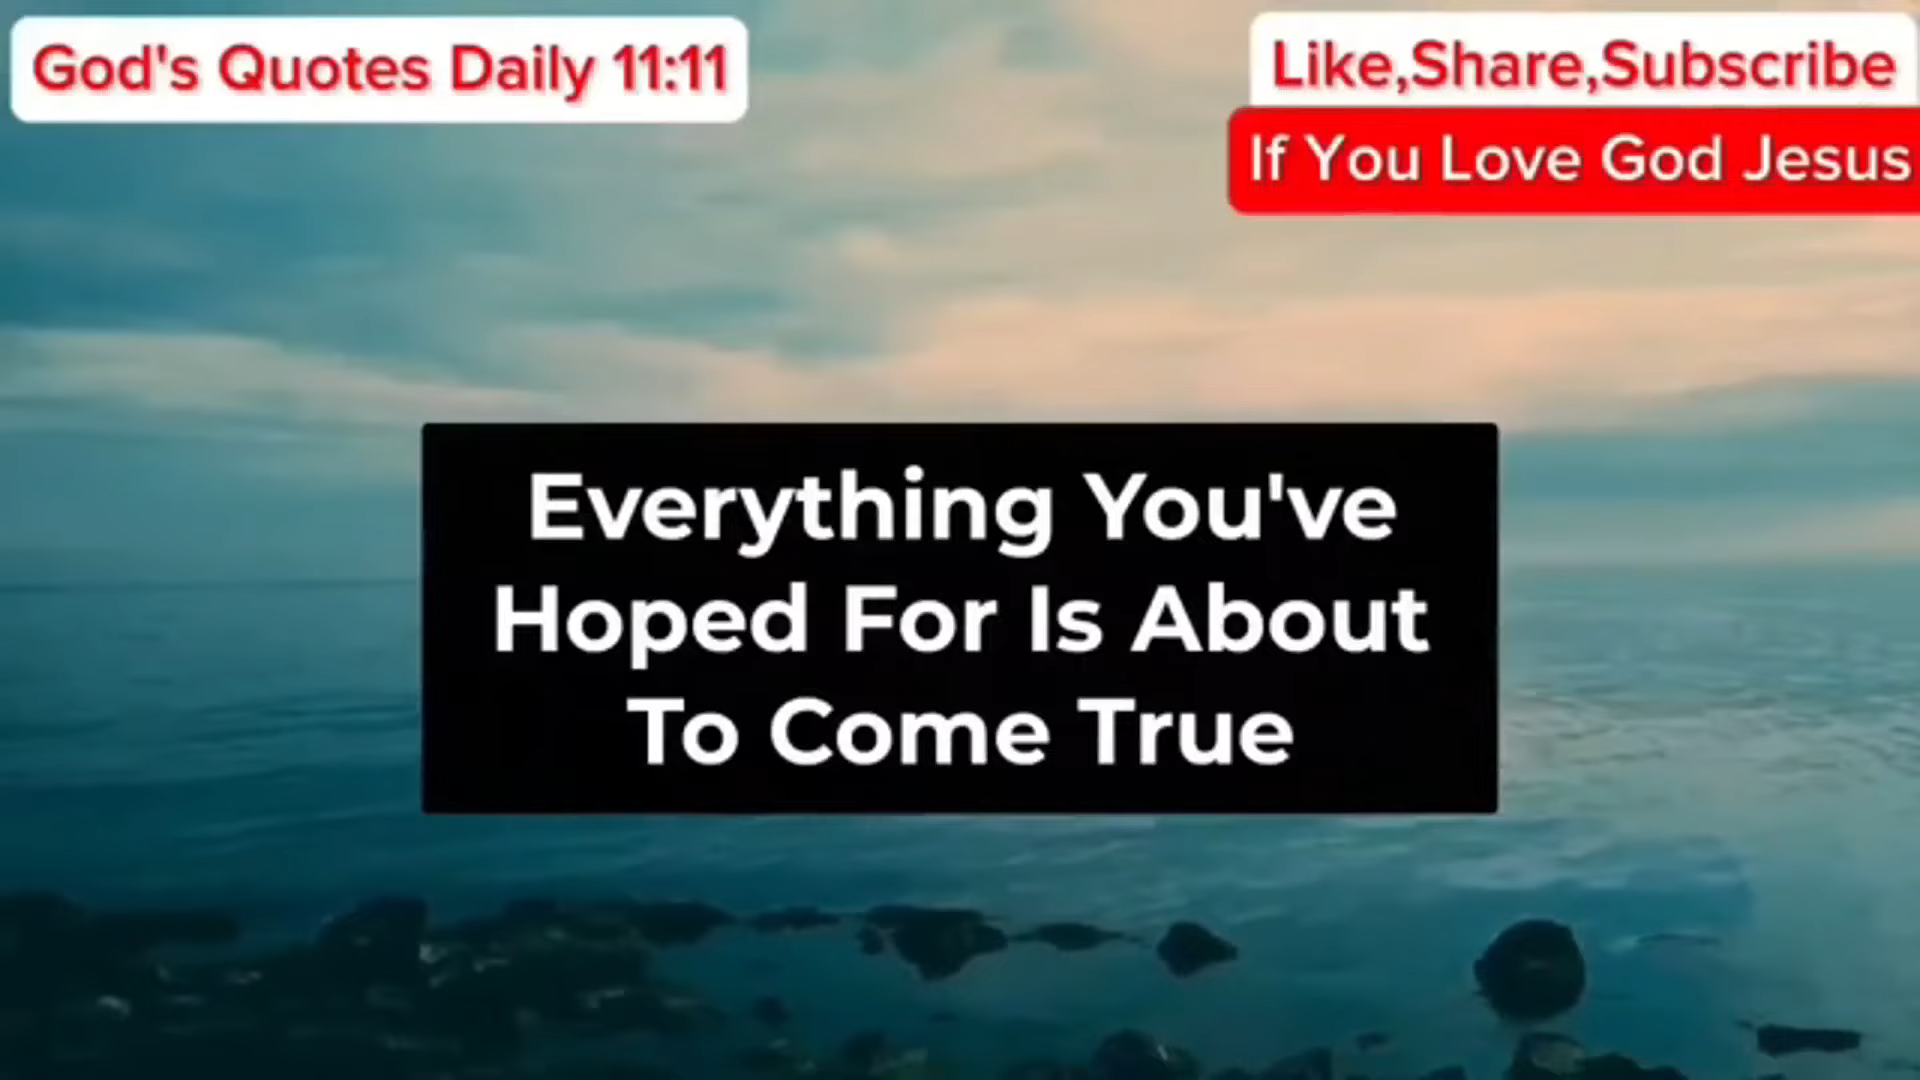 God's Quotes Daily 11:11
Like,Share,Subscribe
If You Love God Jesus
Everything You've
Hoped For Is About
To Come True